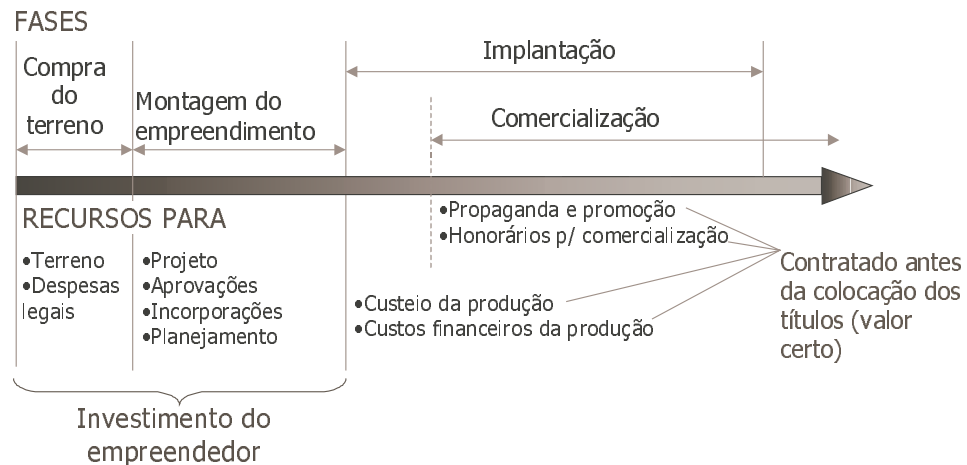 FASES
Compra
do
terreno
Montagem do
empreendimento
Implantação
Comercialização
RECURSOS PARA
•Terreno
•Despesas
legais
•Projeto
•Aprovações
•Incorporações
•Planejamento
•Propaganda e promoção
•Honorários p/ comercialização
•Custeio da produção
•Custos financeiros da produção
Contratado antes
da colocação dos
títulos (valor
certo)
Investimento do
empreendedor